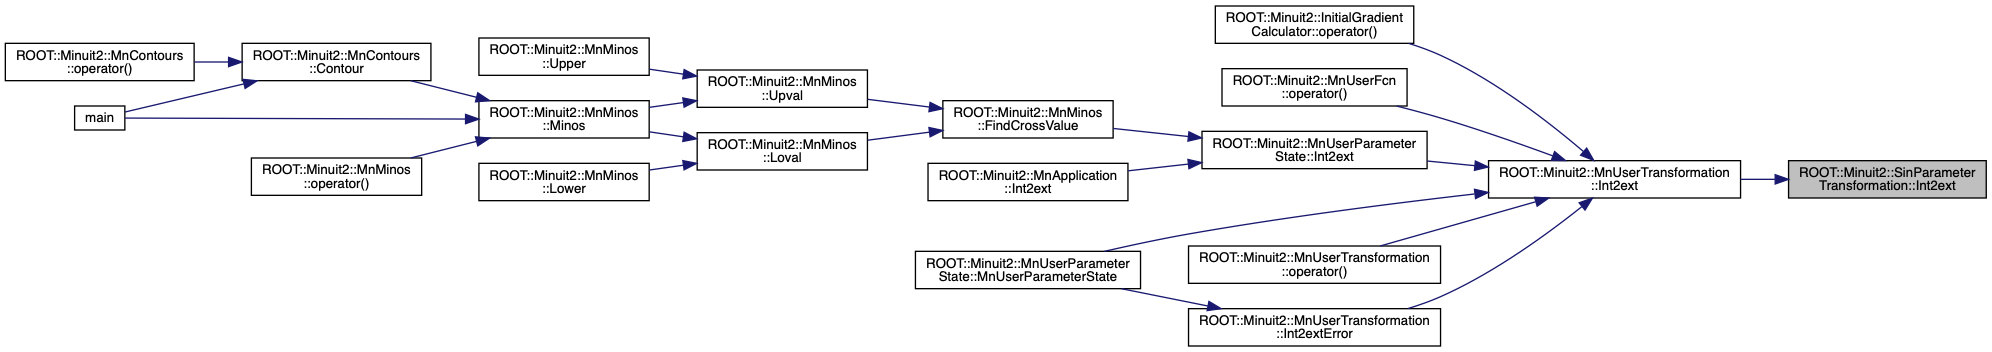 ROOT::Minuit2::MnContours
::operator()
main
ROOT::Minuit2::MnContours
::Contour
ROOT::Minuit2::MnMinos
::operator()
ROOT::Minuit2::MnMinos
::Upper
ROOT::Minuit2::MnMinos
::Minos
ROOT::Minuit2::MnMinos
::Lower
ROOT::Minuit2::MnMinos
::Upval
ROOT::Minuit2::MnMinos
::Loval
ROOT::Minuit2::MnMinos
::FindCrossValue
ROOT::Minuit2::MnApplication
::Int2ext
ROOT::Minuit2::MnUserParameter
State::MnUserParameterState
ROOT::Minuit2::InitialGradient
Calculator::operator()
ROOT::Minuit2::MnUserFcn
::operator()
ROOT::Minuit2::MnUserParameter
State::Int2ext
ROOT::Minuit2::MnUserTransformation
::operator()
ROOT::Minuit2::MnUserTransformation
::Int2extError
ROOT::Minuit2::MnUserTransformation
::Int2ext
ROOT::Minuit2::SinParameter
Transformation::Int2ext